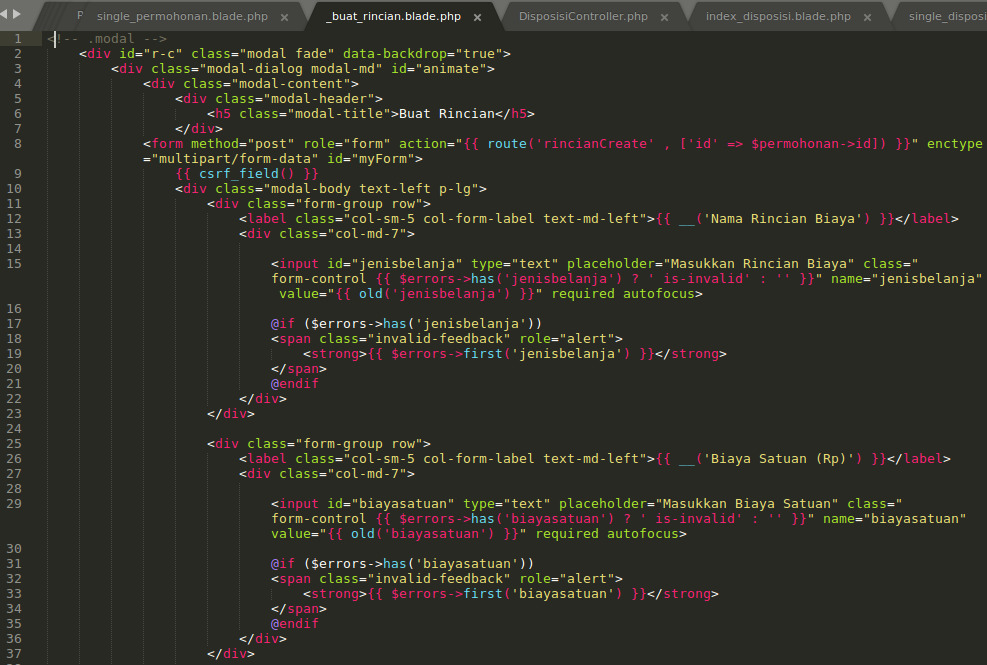 P single_permohonan.blade.php × _buat_rincian.blade.php × DisposisiController.php × index_disposisi.blade.php × single_disposi
1 <!-- .modal -->
2 <div id="r-c" class="modal fade" data-backdrop="true">
3 <div class="modal-dialog modal-md" id="animate">
4 <div class="modal-content">
5 <div class="modal-header">
6 <h5 class="modal-title">Buat Rincian</h5>
7 </div>
8 <form method="post" role="form" action="{{ route('rincianCreate' , ['id' => $permohonan->id]) }}" enctype
="multipart/form-data" id="myForm">
9 {{ csrf_field() }}
10 <div class="modal-body text-left p-lg">
11 <div class="form-group row">
12 <label class="col-sm-5 col-form-label text-md-left">{{ __('Nama Rincian Biaya') }}</label>
13 <div class="col-md-7">
14
15 <input id="jenisbelanja" type="text" placeholder="Masukkan Rincian Biaya" class="
form-control {{ $errors->has('jenisbelanja') ? ' is-invalid' : '' }}" name="jenisbelanja"
value="{{ old('jenisbelanja') }}" required autofocus>
16
17 @if ($errors->has('jenisbelanja'))
18 <span class="invalid-feedback" role="alert">
19 <strong>{{ $errors->first('jenisbelanja') }}</strong>
20 </span>
21 @endif
22 </div>
23 </div>
24
25 <div class="form-group row">
26 <label class="col-sm-5 col-form-label text-md-left">{{ __('Biaya Satuan (Rp)') }}</label>
27 <div class="col-md-7">
28
29 <input id="biayasatuan" type="text" placeholder="Masukkan Biaya Satuan" class="
form-control {{ $errors->has('biayasatuan') ? ' is-invalid' : '' }}" name="biayasatuan"
value="{{ old('biayasatuan') }}" required autofocus>
30
31 @if ($errors->has('biayasatuan'))
32 <span class="invalid-feedback" role="alert">
33 <strong>{{ $errors->first('biayasatuan') }}</strong>
34 </span>
35 @endif
36 </div>
37 </div>